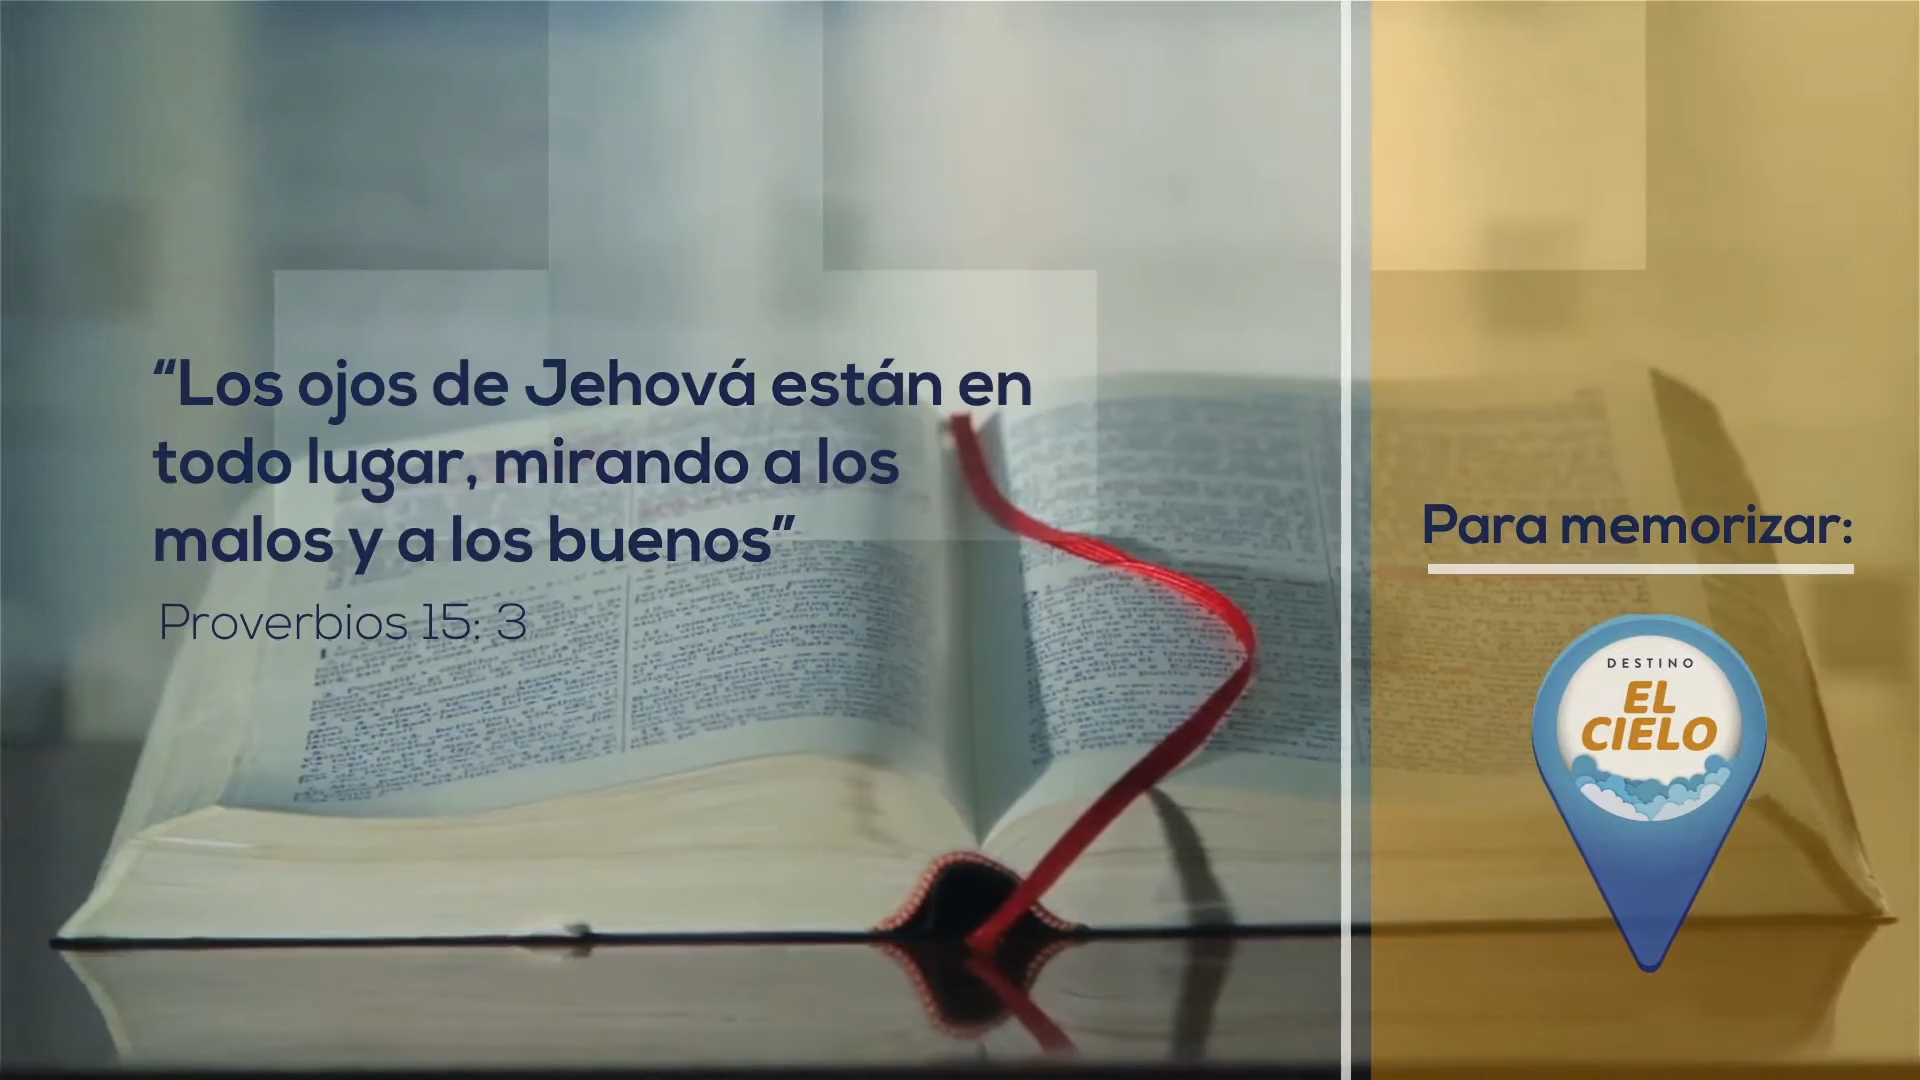 “Los ojos de Jehová están en
todo lugar, mirando a los
malos y a los buenos”
Proverbios 15: 3
Para memorizar:
DESTINO
EL
CIELO